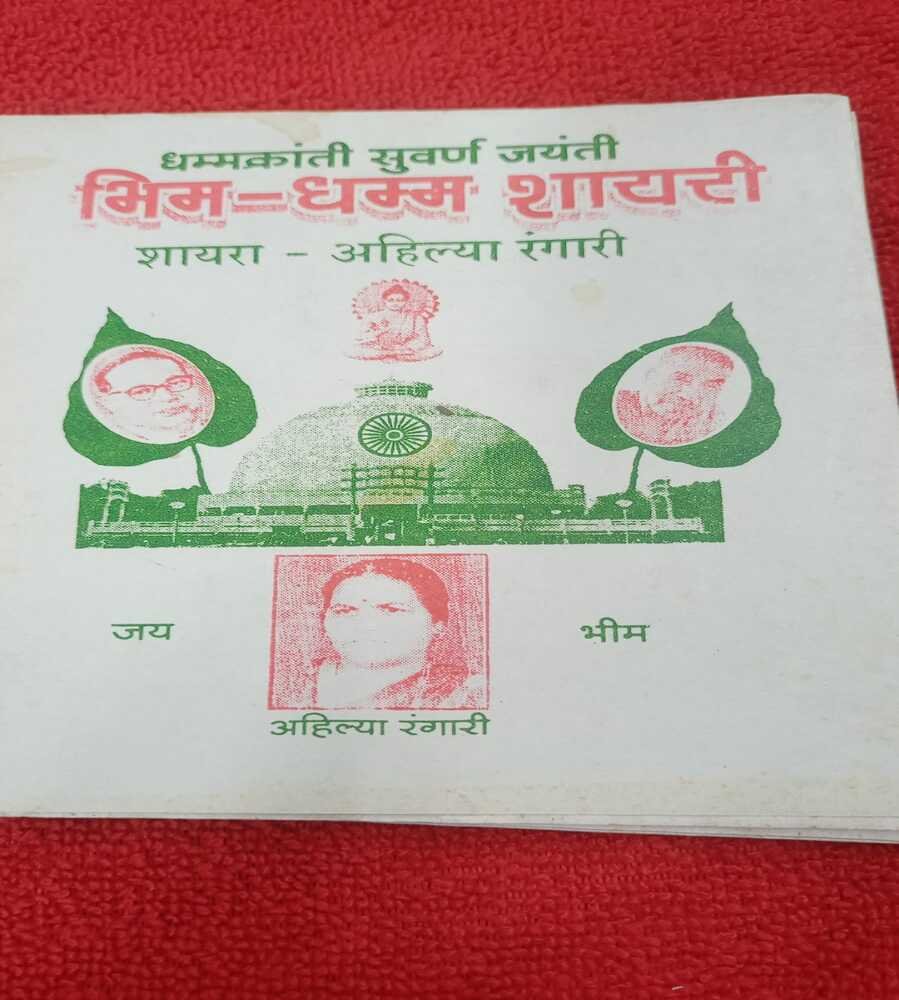 धम्मक्रांती सुवर्ण जयंती
भिम-धम्म शायरी
शायरा - अहिल्या रंगारी
जय भीम
अहिल्या रंगारी